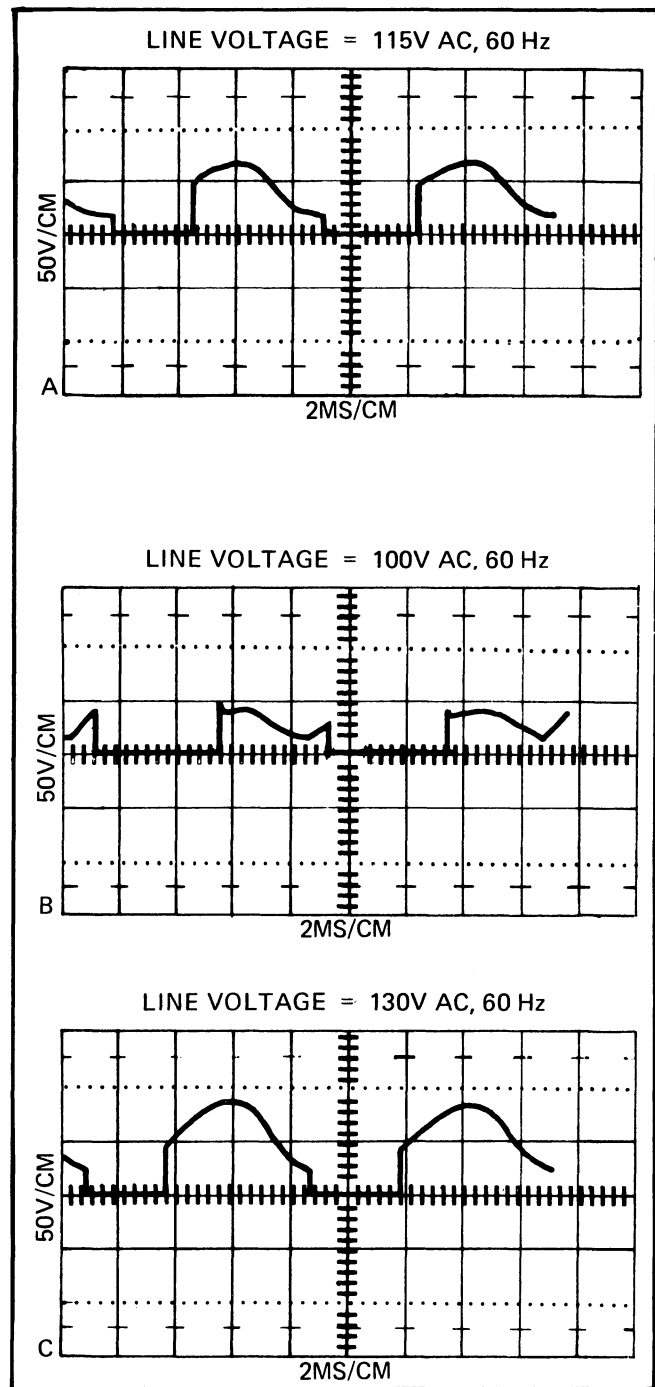 LINE VOLTAGE = 115V AC, 60 Hz
50V/CM
A
2MS/CM
LINE VOLTAGE = 100V AC, 60 Hz
50V/CM
B
2MS/CM
LINE VOLTAGE = 130V AC, 60 Hz
50V/CM
C
2MS/CM